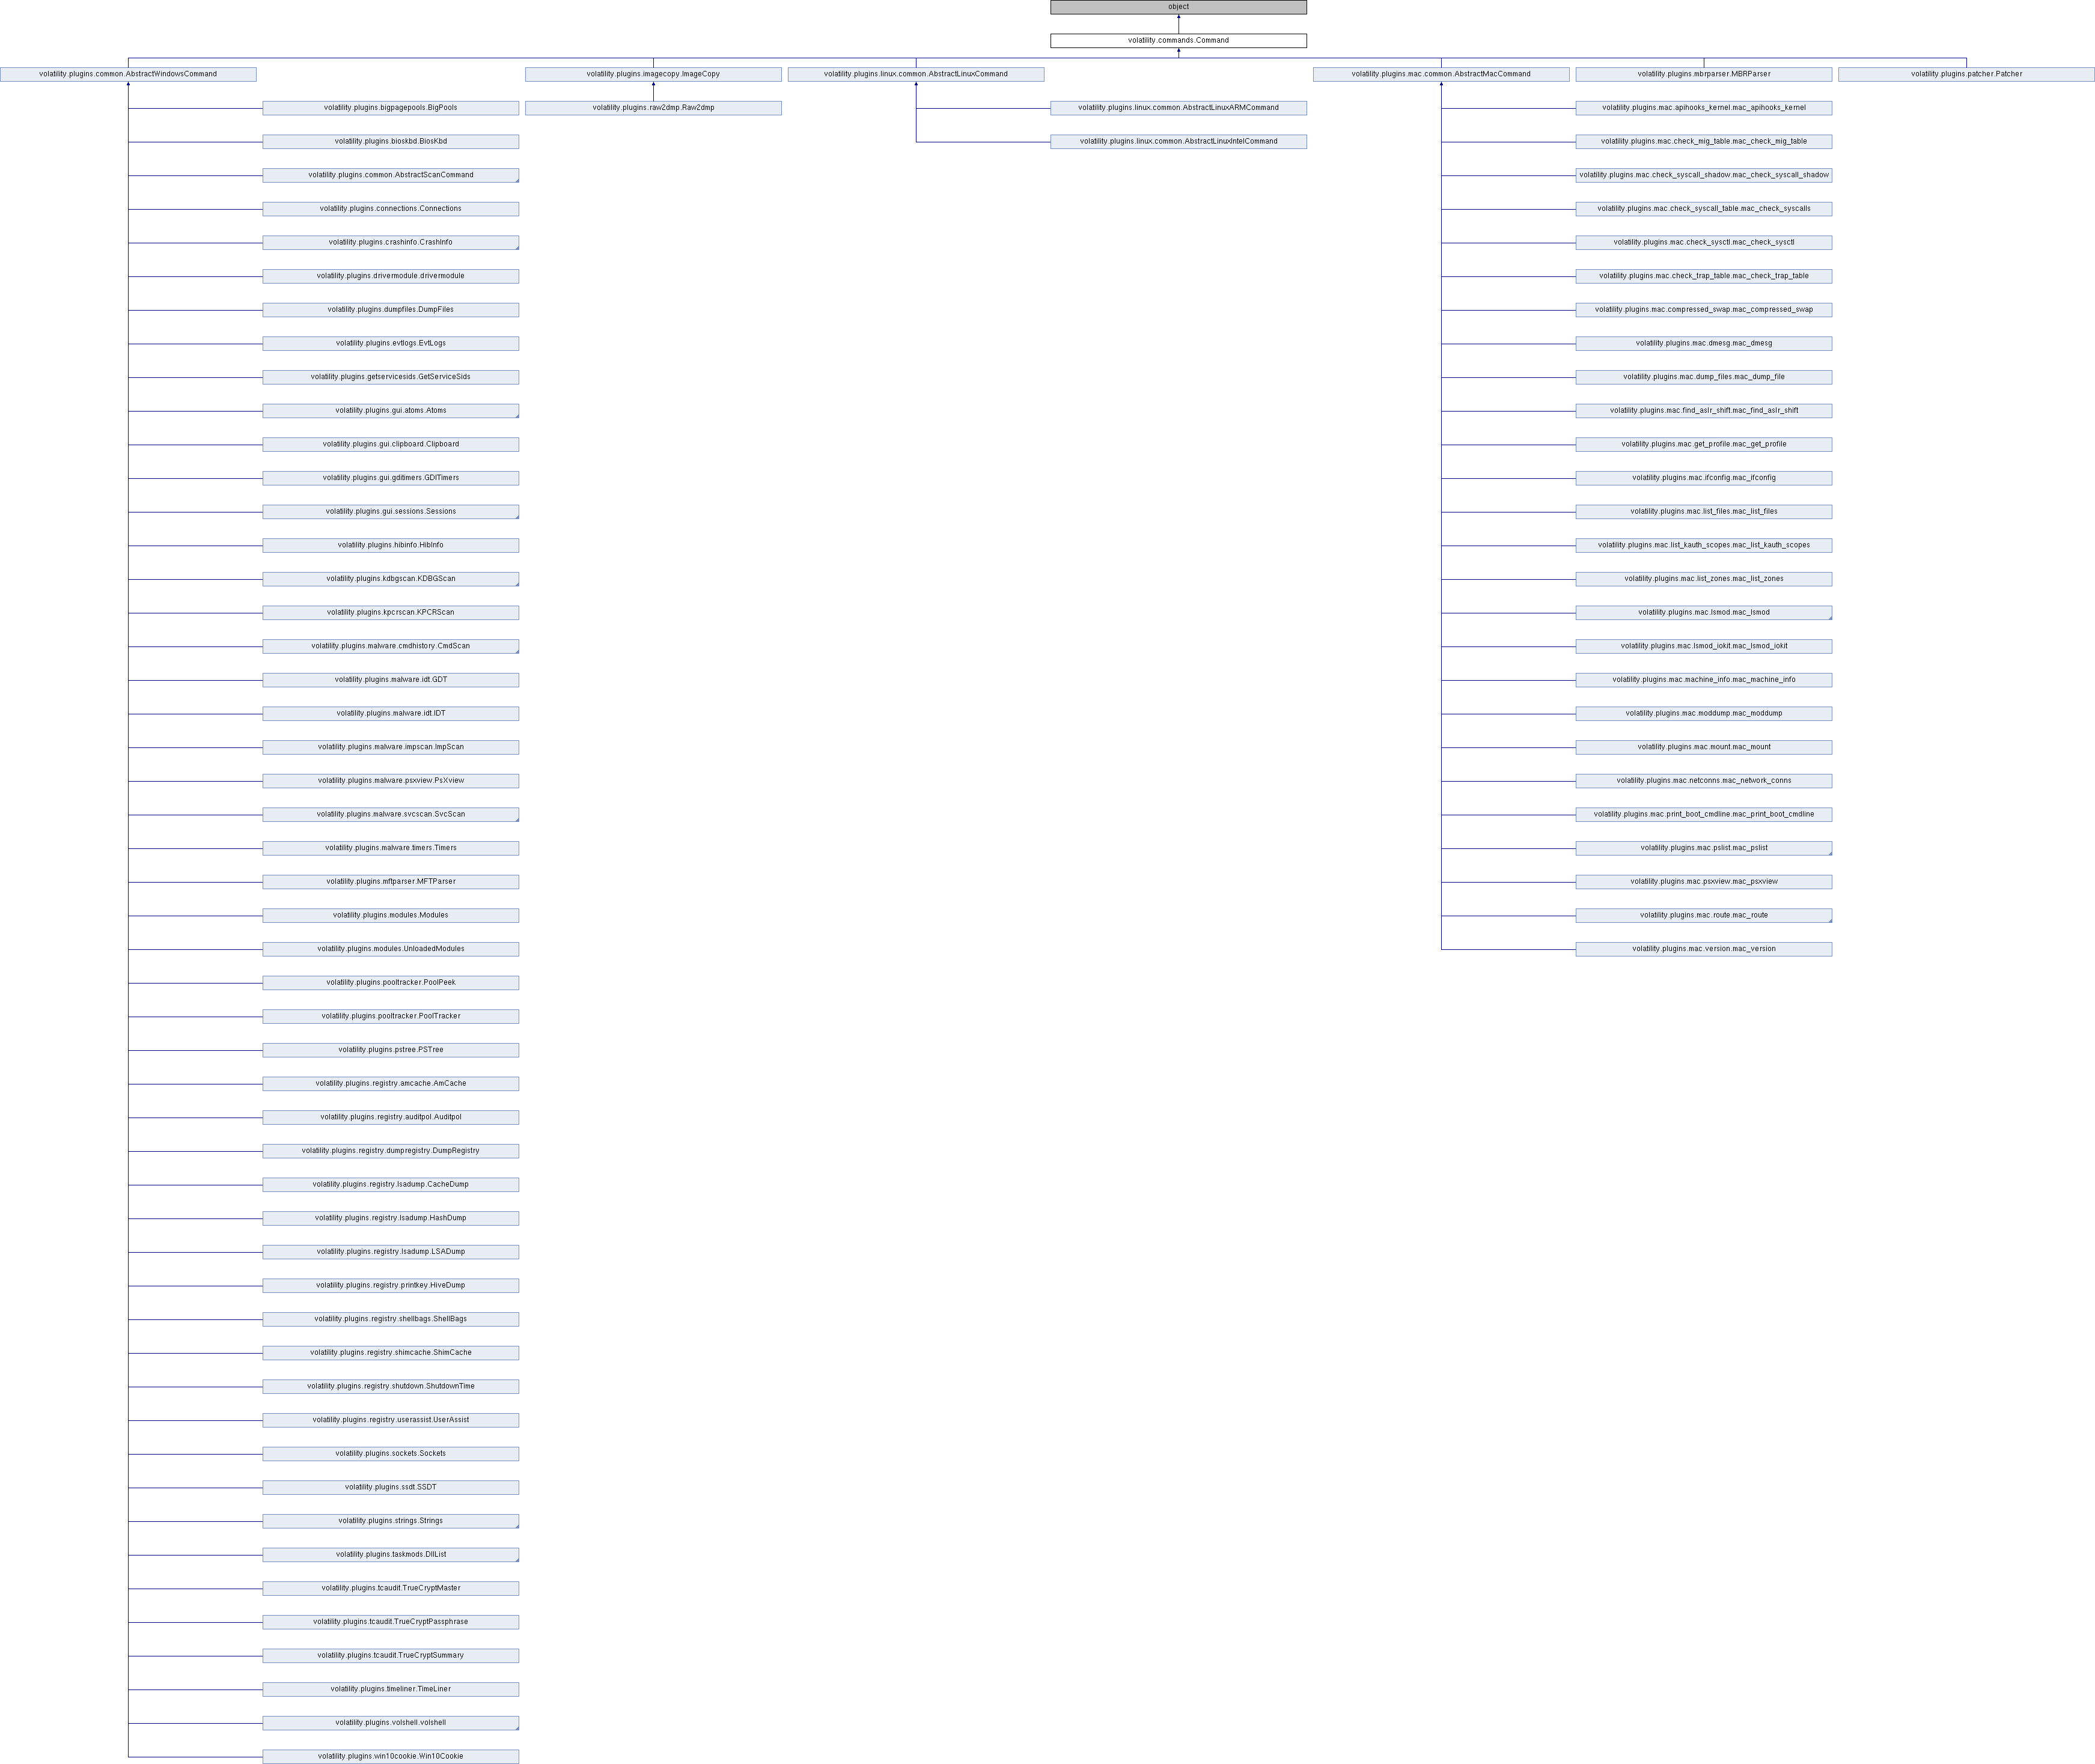 object
volatility.commands.Command
volatility.plugins.common.AbstractWindowsCommand
volatility.plugins.imagecopy.ImageCopy
volatility.plugins.linux.common.AbstractLinuxCommand
volatility.plugins.mac.common.AbstractMacCommand
volatility.plugins.mbrparser.MBRParser
volatility.plugins.patcher.Patcher
volatility.plugins.bigpagepools.BigPools
volatility.plugins.bioskbd.BiosKbd
volatility.plugins.common.AbstractScanCommand
volatility.plugins.connections.Connections
volatility.plugins.crashinfo.CrashInfo
volatility.plugins.drivermodule.drivermodule
volatility.plugins.dumpfiles.DumpFiles
volatility.plugins.evtlogs.EvtLogs
volatility.plugins.getservicesids.GetServiceSids
volatility.plugins.gui.atoms.Atoms
volatility.plugins.gui.clipboard.Clipboard
volatility.plugins.gui.gditimers.GDITimers
volatility.plugins.gui.sessions.Sessions
volatility.plugins.hibinfo.HibInfo
volatility.plugins.kdbgscan.KDBGScan
volatility.plugins.kpcrscan.KPCRScan
volatility.plugins.malware.cmdhistory.CmdScan
volatility.plugins.malware.idt.GDT
volatility.plugins.malware.idt.IDT
volatility.plugins.malware.impscan.ImpScan
volatility.plugins.malware.psxview.PsXview
volatility.plugins.malware.svcscan.SvcScan
volatility.plugins.malware.timers.Timers
volatility.plugins.mftparser.MFTParser
volatility.plugins.modules.Modules
volatility.plugins.modules.UnloadedModules
volatility.plugins.pooltracker.PoolPeek
volatility.plugins.pooltracker.PoolTracker
volatility.plugins.pstree.PSTree
volatility.plugins.registry.amcache.AmCache
volatility.plugins.registry.auditpol.Auditpol
volatility.plugins.registry.dumpregistry.DumpRegistry
volatility.plugins.registry.lsadump.CacheDump
volatility.plugins.registry.lsadump.HashDump
volatility.plugins.registry.lsadump.LSADump
volatility.plugins.registry.printkey.HiveDump
volatility.plugins.registry.shellbags.ShellBags
volatility.plugins.registry.shimcache.ShimCache
volatility.plugins.registry.shutdown.ShutdownTime
volatility.plugins.registry.userassist.UserAssist
volatility.plugins.sockets.Sockets
volatility.plugins.ssdt.SSDT
volatility.plugins.strings.Strings
volatility.plugins.taskmods.DllList
volatility.plugins.tcaudit.TrueCryptMaster
volatility.plugins.tcaudit.TrueCryptPassphrase
volatility.plugins.tcaudit.TrueCryptSummary
volatility.plugins.timeliner.TimeLiner
volatility.plugins.volshell.volshell
volatility.plugins.win10cookie.Win10Cookie
volatility.plugins.raw2dmp.Raw2dmp
volatility.plugins.linux.common.AbstractLinuxARMCommand
volatility.plugins.linux.common.AbstractLinuxIntelCommand
volatility.plugins.mac.apihooks_kernel.mac_apihooks_kernel
volatility.plugins.mac.check_mig_table.mac_check_mig_table
volatility.plugins.mac.check_syscall_shadow.mac_check_syscall_shadow
volatility.plugins.mac.check_syscall_table.mac_check_syscalls
volatility.plugins.mac.check_sysctl.mac_check_sysctl
volatility.plugins.mac.check_trap_table.mac_check_trap_table
volatility.plugins.mac.compressed_swap.mac_compressed_swap
volatility.plugins.mac.dmesg.mac_dmesg
volatility.plugins.mac.dump_files.mac_dump_file
volatility.plugins.mac.find_aslr_shift.mac_find_aslr_shift
volatility.plugins.mac.get_profile.mac_get_profile
volatility.plugins.mac.ifconfig.mac_ifconfig
volatility.plugins.mac.list_files.mac_list_files
volatility.plugins.mac.list_kauth_scopes.mac_list_kauth_scopes
volatility.plugins.mac.list_zones.mac_list_zones
volatility.plugins.mac.lsmod.mac_lsmod
volatility.plugins.mac.lsmod_iokit.mac_lsmod_iokit
volatility.plugins.mac.machine_info.mac_machine_info
volatility.plugins.mac.moddump.mac_moddump
volatility.plugins.mac.mount.mac_mount
volatility.plugins.mac.netconns.mac_network_conns
volatility.plugins.mac.print_boot_cmdline.mac_print_boot_cmdline
volatility.plugins.mac.pslist.mac_pslist
volatility.plugins.mac.psxview.mac_psxview
volatility.plugins.mac.route.mac_route
volatility.plugins.mac.version.mac_version